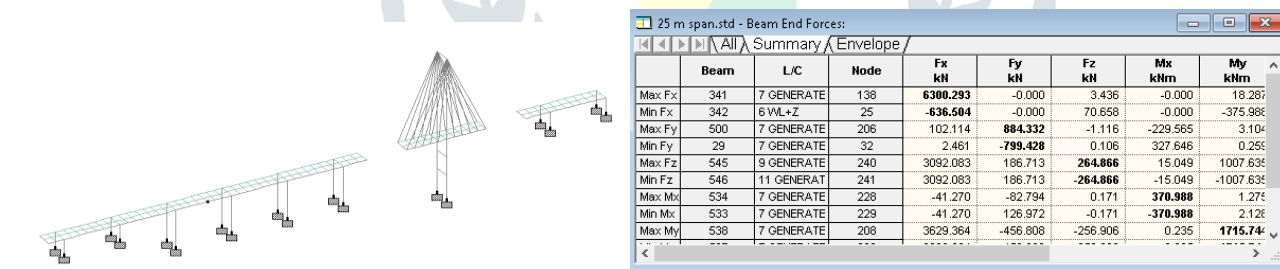 25 m span.std - Beam End Forces:
All Summary Envelope
Beam L/C Node Fx kN Fy kN Fz kN Mx kNm My kNm
Max Fx 341 7 GENERATE 138 6300.293 -0.000 3.436 -0.000 18.287
Min Fx 342 6 WL+Z 25 -636.504 -0.000 70.658 -0.000 -375.986
Max Fy 500 7 GENERATE 206 102.114 884.332 -1.116 -229.565 3.104
Min Fy 29 7 GENERATE 32 2.461 -799.428 0.106 327.646 0.259
Max Fz 545 9 GENERATE 240 3092.083 186.713 264.866 15.049 1007.635
Min Fz 546 11 GENERAT 241 3092.083 186.713 -264.866 -15.049 -1007.635
Max Mx 534 7 GENERATE 228 -41.270 -82.794 0.171 370.988 1.275
Min Mx 533 7 GENERATE 229 -41.270 126.972 -0.171 -370.988 2.128
Max My 538 7 GENERATE 208 3629.364 -456.808 -256.906 0.235 1715.744